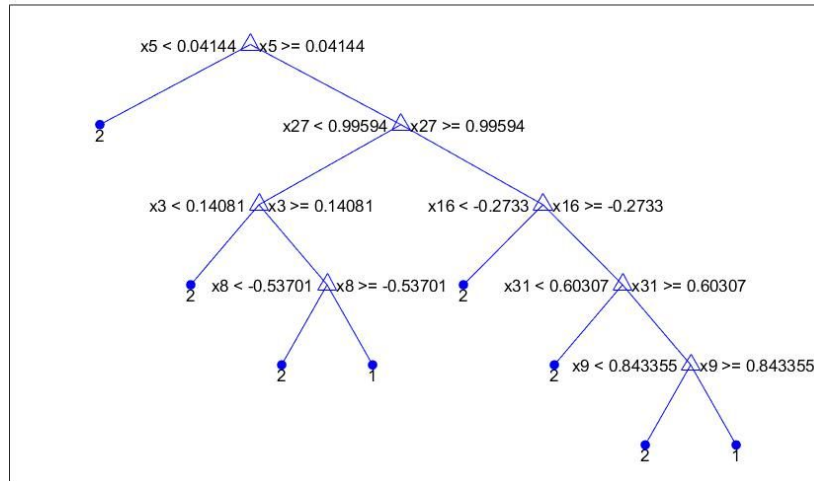 x5 < 0.04144 x5 >= 0.04144
2
x27 < 0.99594 x27 >= 0.99594
x3 < 0.14081 x3 >= 0.14081
x16 < -0.2733 x16 >= -0.2733
2
x8 < -0.53701 x8 >= -0.53701
2
x31 < 0.60307 x31 >= 0.60307
2
1
2
x9 < 0.843355 x9 >= 0.843355
2
1